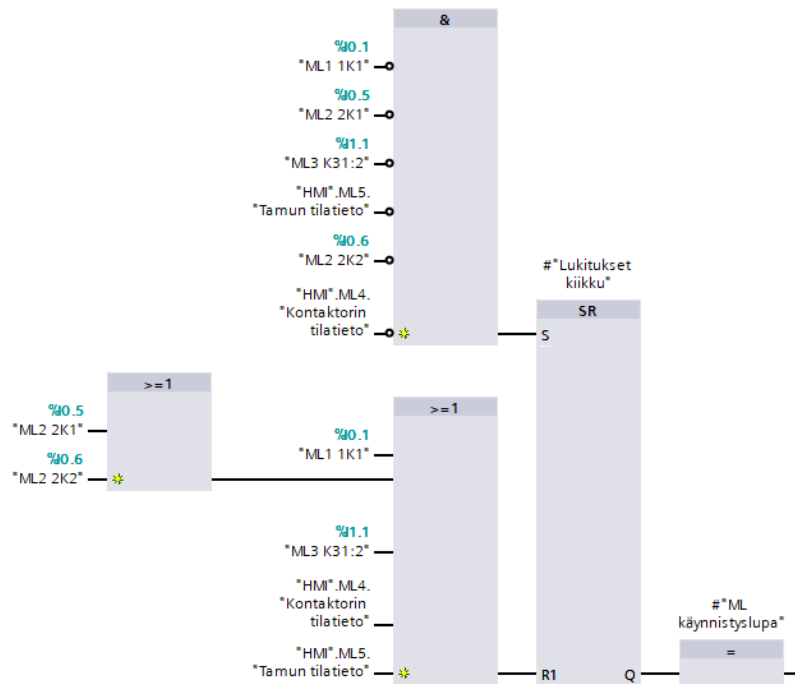 &
%I0.1
"ML1 1K1"
%I0.5
"ML2 2K1"
%I1.1
"ML3 K31:2"
"HMI".ML5.
"Tamun tilatieto"
%I0.6
"ML2 2K2"
"HMI".ML4.
"Kontaktorin
tilatieto"
#"Lukitukset
kiikku"
SR
S
>=1
%I0.5
"ML2 2K1"
%I0.6
"ML2 2K2"
>=1
%I0.1
"ML1 1K1"
%I1.1
"ML3 K31:2"
"HMI".ML4.
"Kontaktorin
tilatieto"
"HMI".ML5.
"Tamun tilatieto"
R1
Q
#"ML
käynnistyslupa"
=